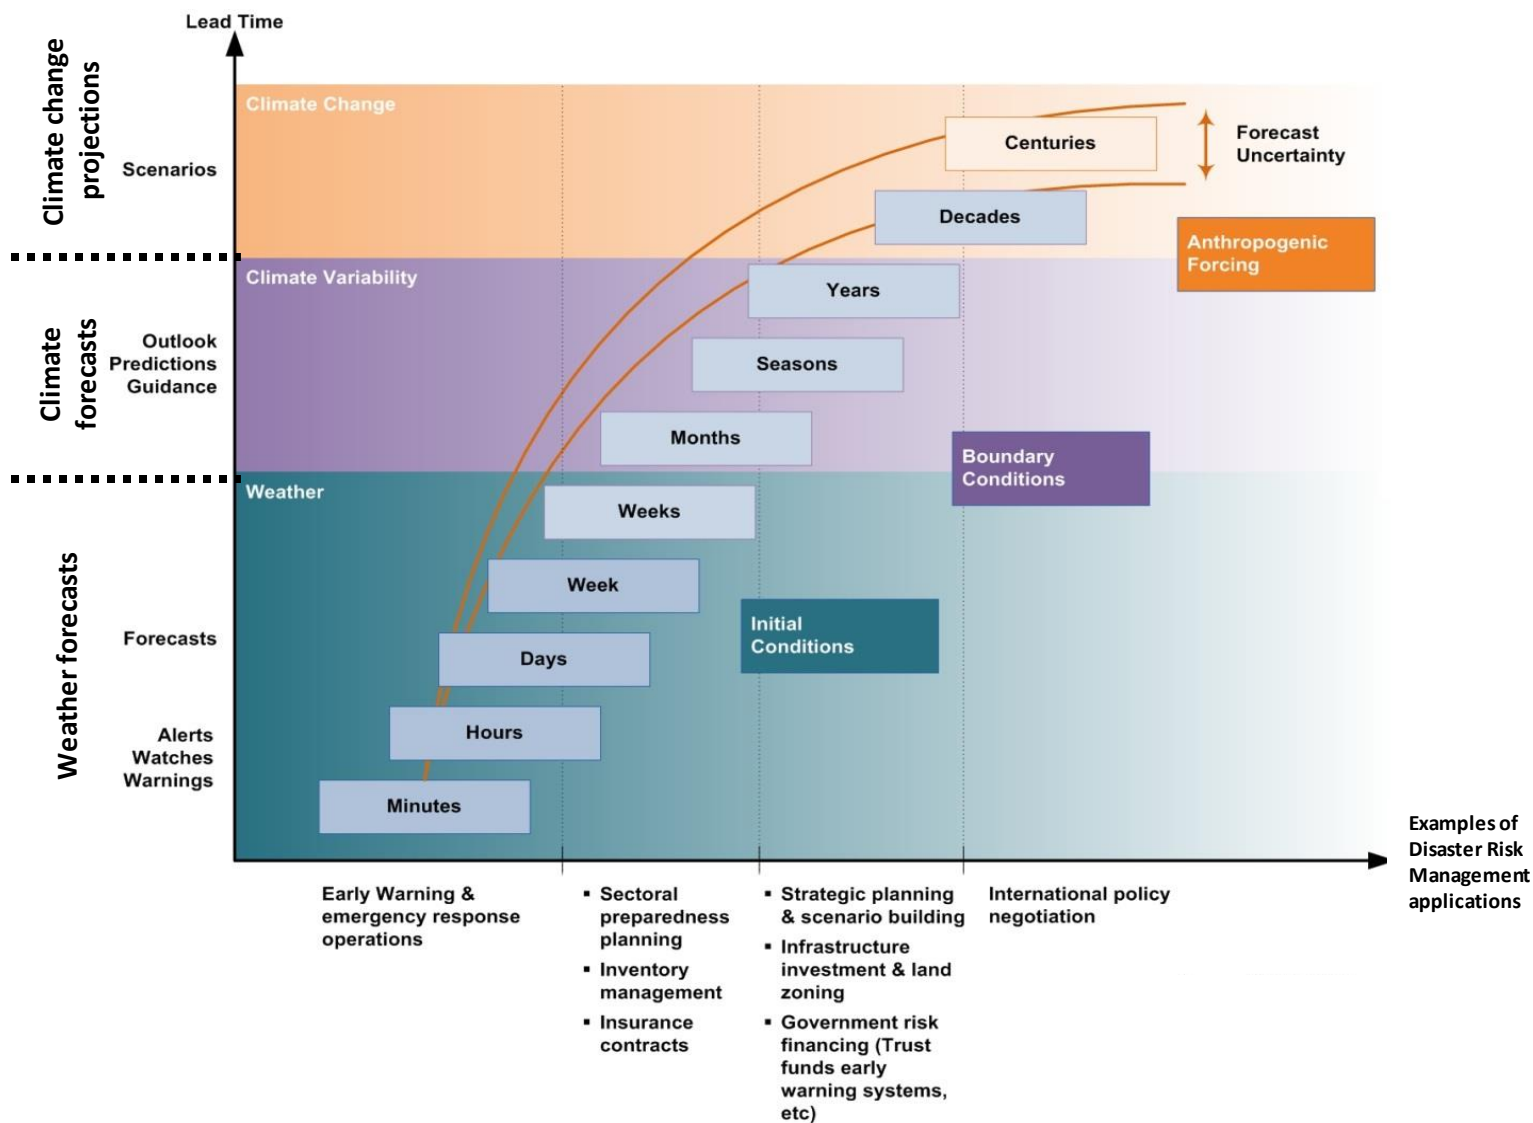 Lead Time
Climate change
projections
Climate Change
Scenarios
Centuries
Forecast
Uncertainty
Decades
Anthropogenic
Forcing
Climate
forecasts
Climate Variability
Years
Outlook
Predictions
Guidance
Seasons
Months
Boundary
Conditions
Weather forecasts
Weather
Weeks
Week
Initial
Conditions
Forecasts
Days
Alerts
Watches
Warnings
Hours
Minutes
Examples of
Disaster Risk
Management
applications
Early Warning &
emergency response
operations
▪ Sectoral
preparedness
planning
▪ Inventory
management
▪ Insurance
contracts
▪ Strategic planning
& scenario building
▪ Infrastructure
investment & land
zoning
▪ Government risk
financing (Trust
funds early
warning systems,
etc)
International policy
negotiation